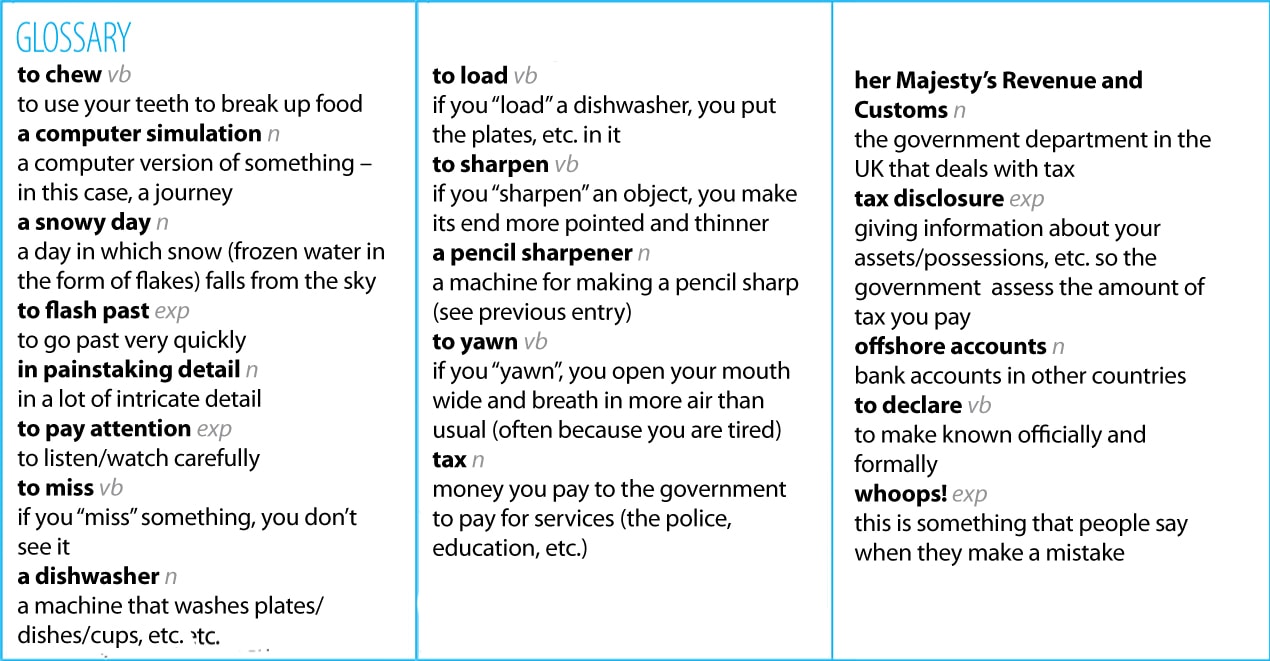 GLOSSARY
to chew vb
to use your teeth to break up food
a computer simulation n
a computer version of something –
in this case, a journey
a snowy day n
a day in which snow (frozen water in
the form of flakes) falls from the sky
to flash past exp
to go past very quickly
in painstaking detail n
in a lot of intricate detail
to pay attention exp
to listen/watch carefully
to miss vb
if you “miss” something, you don’t
see it
a dishwasher n
a machine that washes plates/
dishes/cups, etc. etc.
to load vb
if you “load” a dishwasher, you put
the plates, etc. in it
to sharpen vb
if you “sharpen” an object, you make
its end more pointed and thinner
a pencil sharpener n
a machine for making a pencil sharp
(see previous entry)
to yawn vb
if you “yawn”, you open your mouth
wide and breath in more air than
usual (often because you are tired)
tax n
money you pay to the government
to pay for services (the police,
education, etc.)
her Majesty’s Revenue and
Customs n
the government department in the
UK that deals with tax
tax disclosure exp
giving information about your
assets/possessions, etc. so the
government  assess the amount of
tax you pay
offshore accounts n
bank accounts in other countries
to declare vb
to make known officially and
formally
whoops! exp
this is something that people say
when they make a mistake